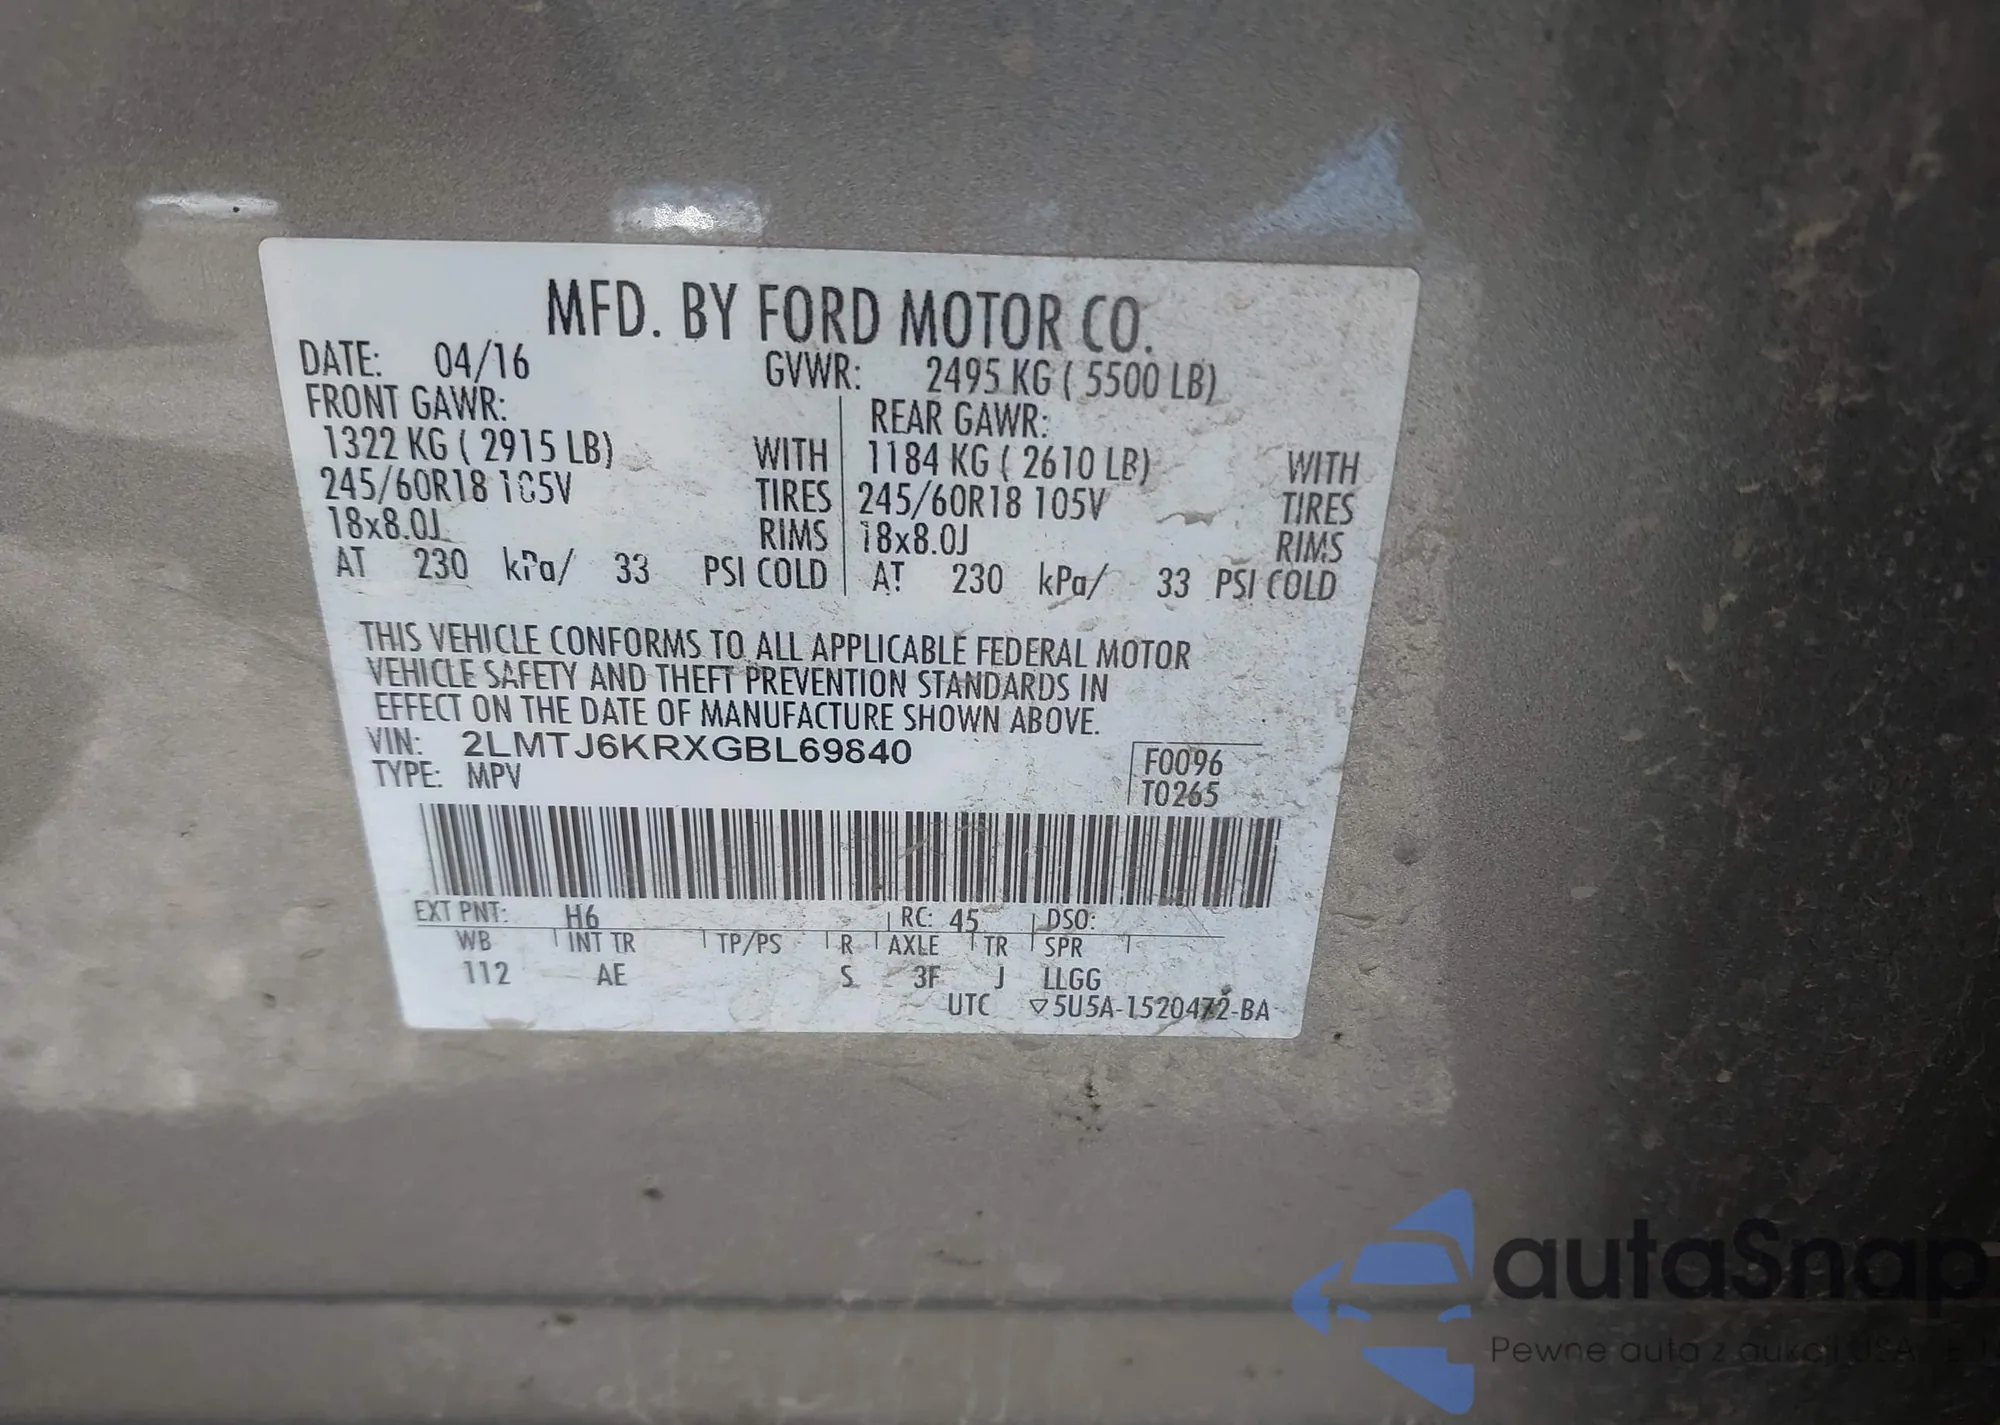 MFD. BY FORD MOTOR CO.
DATE: 04/16 GVWR: 2495 KG ( 5500 LB)
FRONT GAWR: REAR GAWR:
1322 KG ( 2915 LB) WITH 1184 KG ( 2610 LB) WITH
245/60R18 105V TIRES 245/60R18 105V TIRES
18x8.0J RIMS 18x8.0J RIMS
AT 230 kPa/ 33 PSI COLD AT 230 kPa/ 33 PSI COLD
THIS VEHICLE CONFORMS TO ALL APPLICABLE FEDERAL MOTOR
VEHICLE SAFETY AND THEFT PREVENTION STANDARDS IN
EFFECT ON THE DATE OF MANUFACTURE SHOWN ABOVE.
VIN: 2LMTJ6KRXGBL69840
TYPE: MPV
F0096
T0265
EXT PNT: H6 RC: 45 DSO:
WB INT TR TP/PS R AXLE TR SPR
112 AE S 3F J LLGG
UTC ▽5U5A-1520472-BA
autaSnap
Pewne auta z aukcji USA